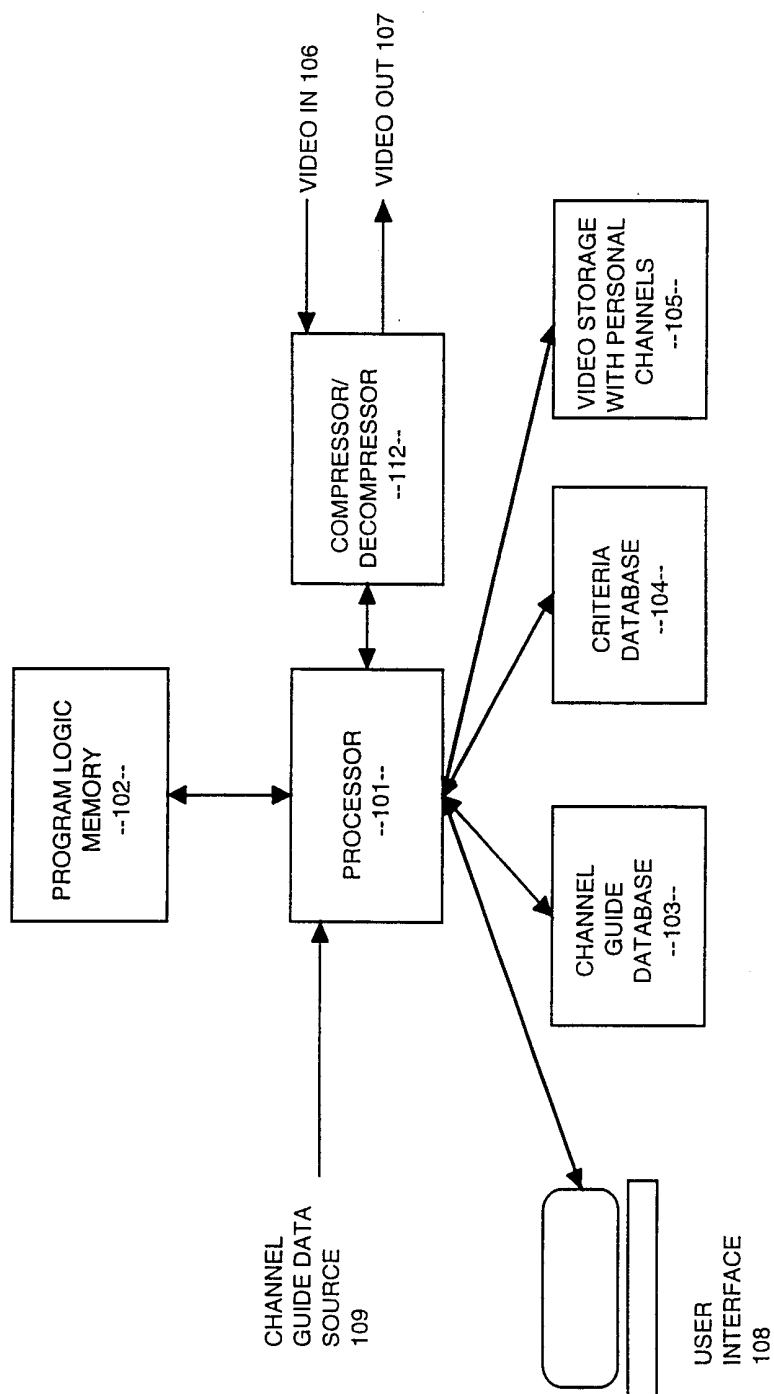 PROGRAM LOGIC
MEMORY
--102--
CHANNEL
GUIDE DATA
SOURCE
109
PROCESSOR
--101--
COMPRESSOR/
DECOMPRESSOR
--112--
VIDEO IN 106
VIDEO OUT 107
USER
INTERFACE
108
CHANNEL
GUIDE
DATABASE
--103--
CRITERIA
DATABASE
--104--
VIDEO STORAGE
WITH PERSONAL
CHANNELS
--105--